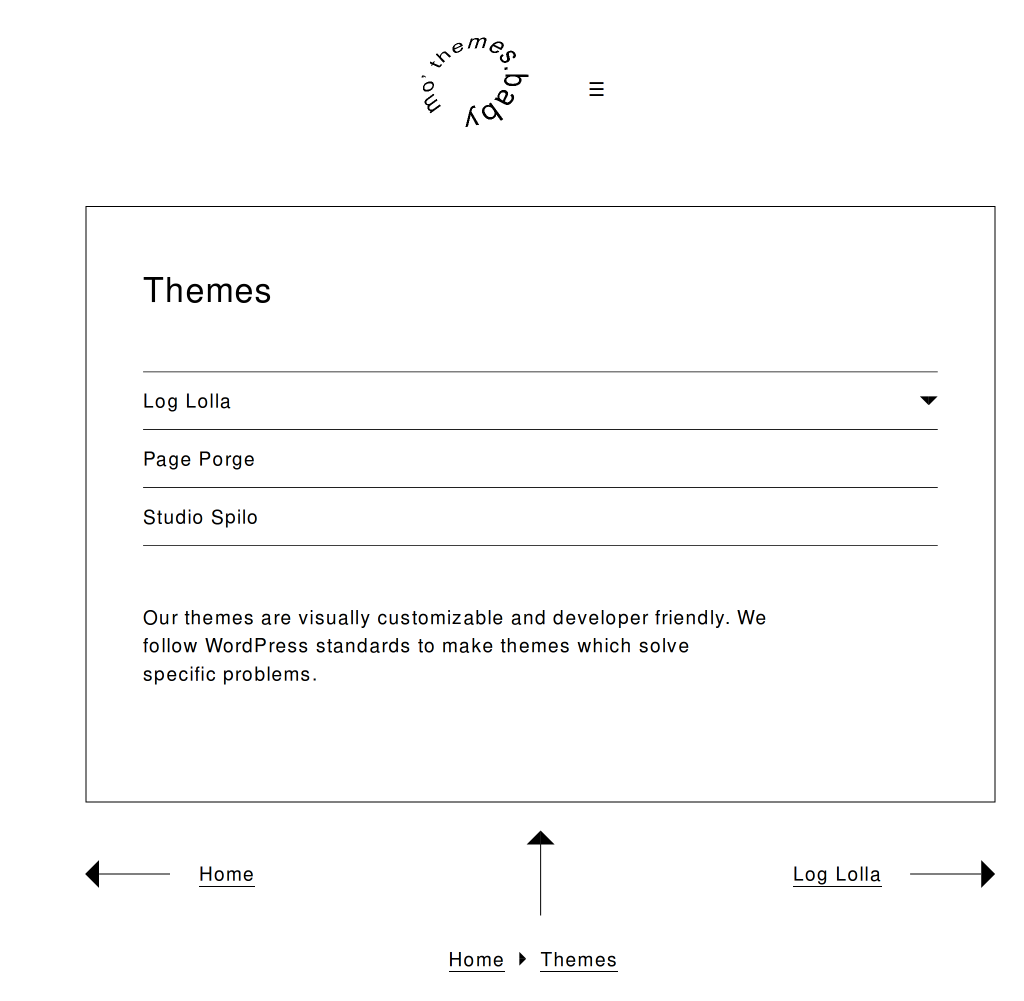 mo' themes.baby
Themes
Log Lolla
Page Porge
Studio Spilo
Our themes are visually customizable and developer friendly. We
follow WordPress standards to make themes which solve
specific problems.
Home
Log Lolla
Home Themes